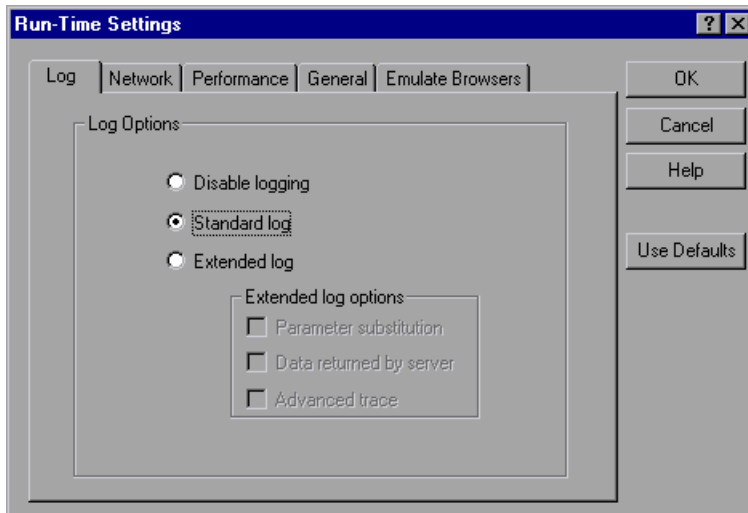 Run-Time Settings
Log Network Performance General Emulate Browsers
Log Options
Disable logging
Standard log
Extended log
Extended log options
Parameter substitution
Data returned by server
Advanced trace
OK
Cancel
Help
Use Defaults